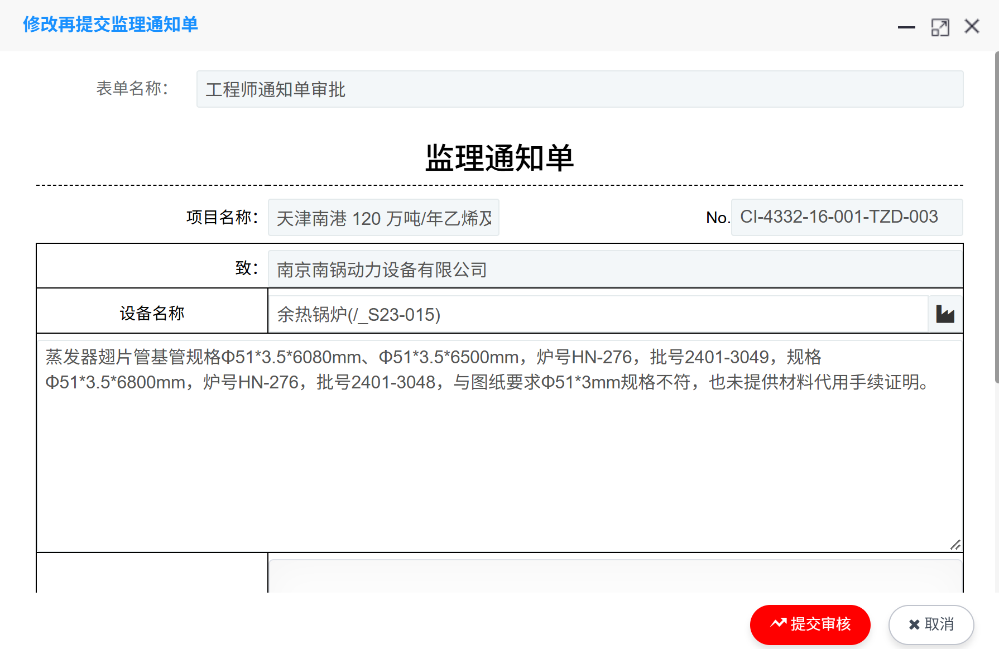 修改再提交监理通知单
表单名称：
工程师通知单审批
监理通知单
项目名称：
天津南港 120 万吨/年乙烯及
No.
CI-4332-16-001-TZD-003
致：
南京南锅动力设备有限公司
设备名称
余热锅炉(/_S23-015)
蒸发器翅片管基管规格Φ51*3.5*6080mm、Φ51*3.5*6500mm，炉号HN-276，批号2401-3049，规格
Φ51*3.5*6800mm，炉号HN-276，批号2401-3048，与图纸要求Φ51*3mm规格不符，也未提供材料代用手续证明。
提交审核
取消